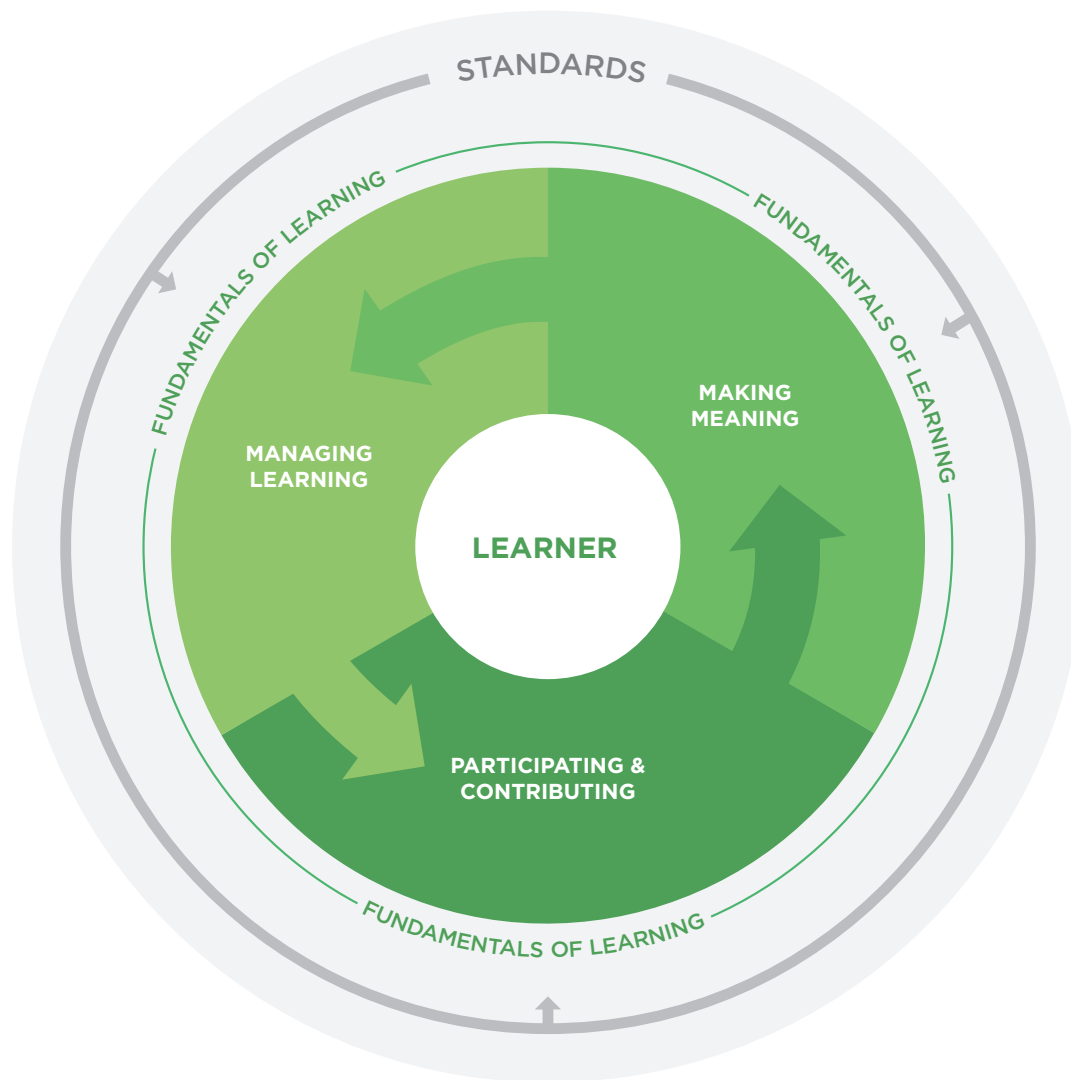 STANDARDS
FUNDAMENTALS OF LEARNING
FUNDAMENTALS OF LEARNING
MAKING
MEANING
MANAGING
LEARNING
LEARNER
PARTICIPATING &
CONTRIBUTING
FUNDAMENTALS OF LEARNING